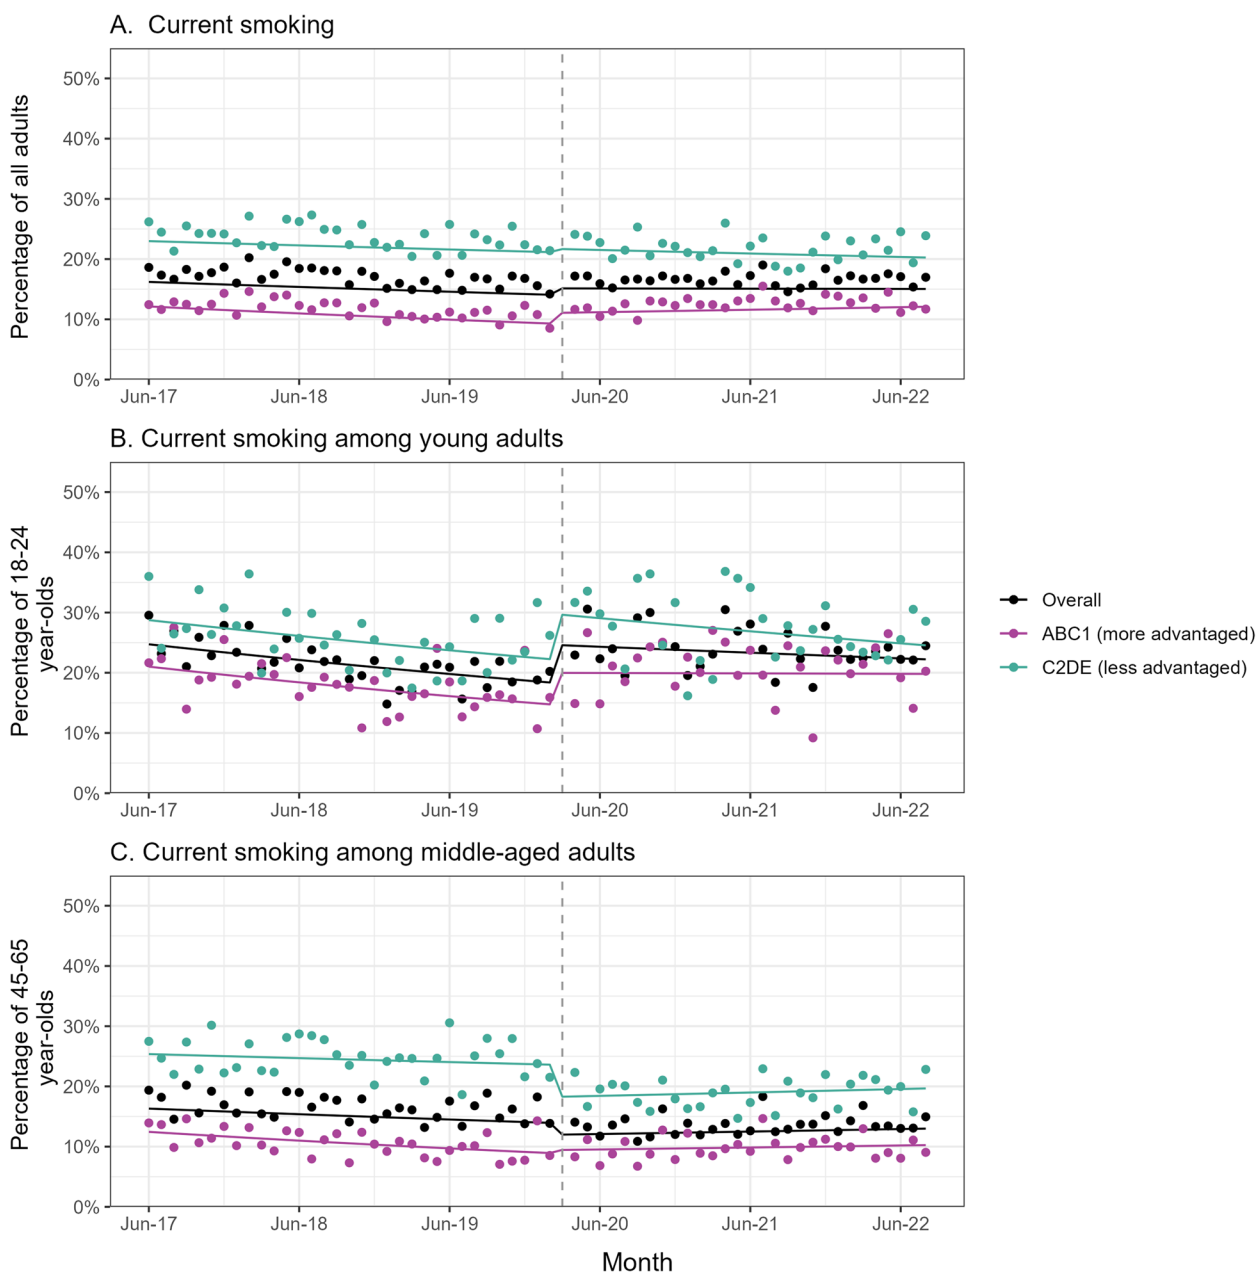 A.  Current smoking
Percentage of all adults
50%
40%
30%
20%
10%
0%
Jun-17 Jun-18 Jun-19 Jun-20 Jun-21 Jun-22
B. Current smoking among young adults
Percentage of 18-24
year-olds
50%
40%
30%
20%
10%
0%
Jun-17 Jun-18 Jun-19 Jun-20 Jun-21 Jun-22
Overall
ABC1 (more advantaged)
C2DE (less advantaged)
C. Current smoking among middle-aged adults
Percentage of 45-65
year-olds
50%
40%
30%
20%
10%
0%
Jun-17 Jun-18 Jun-19 Jun-20 Jun-21 Jun-22
Month